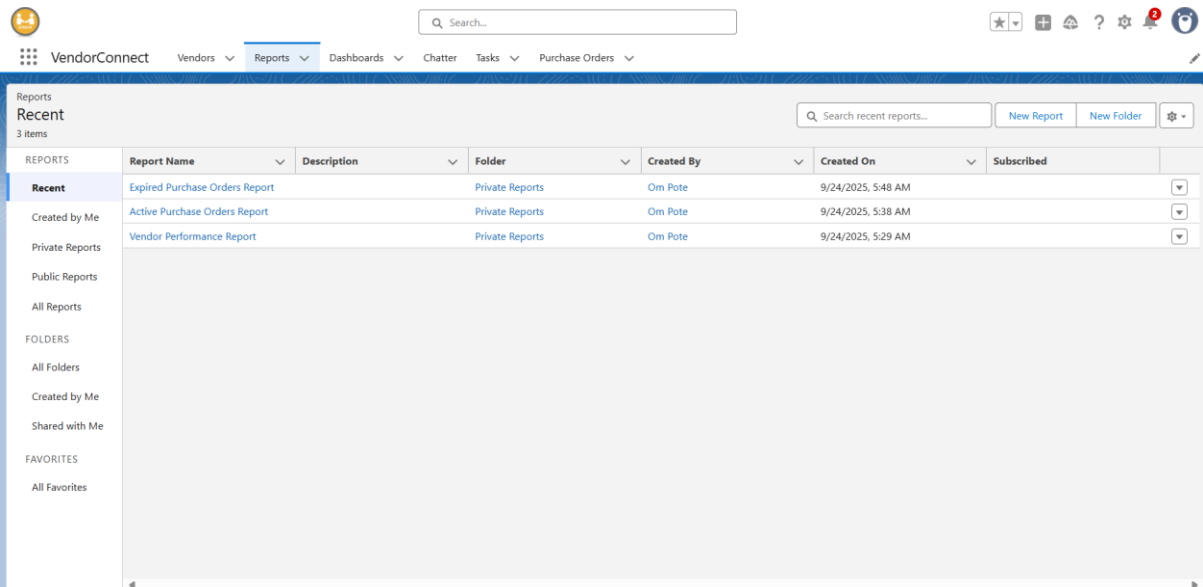 Search...
2
VendorConnect Vendors Reports Dashboards Chatter Tasks Purchase Orders
Reports
Recent
3 items
Search recent reports...
New Report
New Folder
REPORTS
Recent
Created by Me
Private Reports
Public Reports
All Reports
FOLDERS
All Folders
Created by Me
Shared with Me
FAVORITES
All Favorites
Report Name Description Folder Created By Created On Subscribed
Expired Purchase Orders Report Private Reports Om Pote 9/24/2025, 5:48 AM
Active Purchase Orders Report Private Reports Om Pote 9/24/2025, 5:38 AM
Vendor Performance Report Private Reports Om Pote 9/24/2025, 5:29 AM